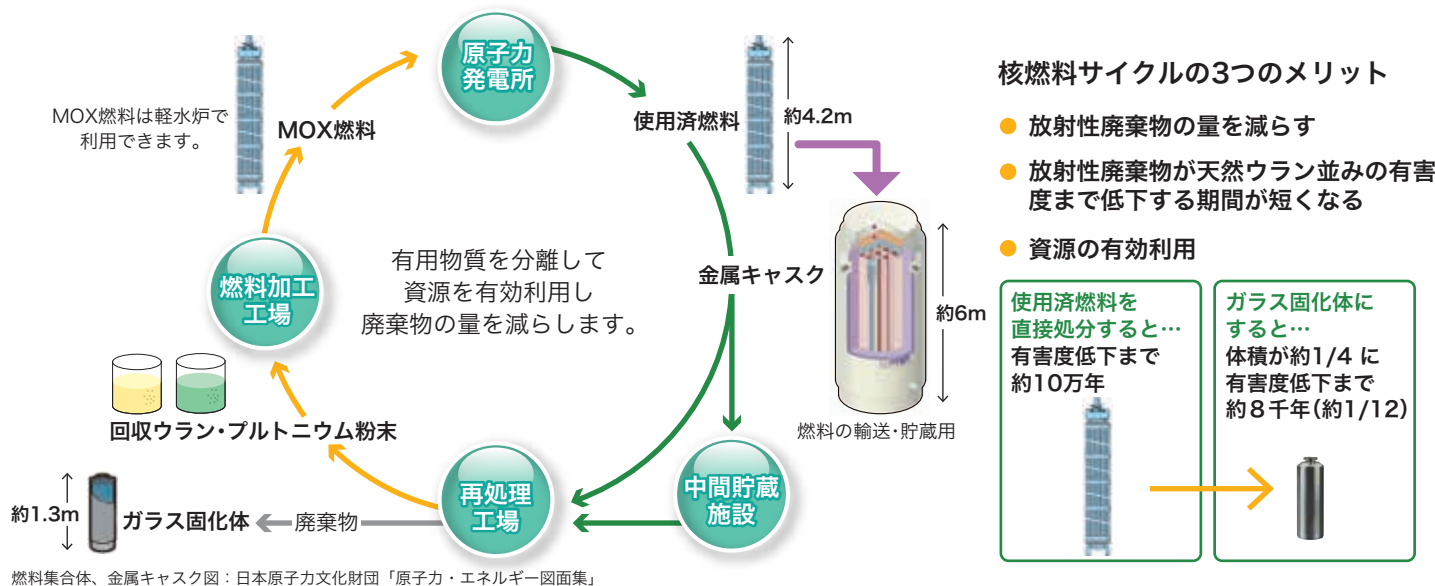 原子力
発電所
MOX燃料は軽水炉で
利用できます。
MOX燃料
使用済燃料
約4.2m
燃料加工
工場
有用物質を分離して
資源を有効利用し
廃棄物の量を減らします。
金属キャスク
約6m
燃料の輸送・貯蔵用
回収ウラン・プルトニウム粉末
再処理
工場
中間貯蔵
施設
廃棄物
ガラス固化体
約1.3m
核燃料サイクルの3つのメリット
● 放射性廃棄物の量を減らす
● 放射性廃棄物が天然ウラン並みの有害
度まで低下する期間が短くなる
● 資源の有効利用
使用済燃料を
直接処分すると…
有害度低下まで
約10万年
ガラス固化体に
すると…
体積が約1/4 に
有害度低下まで
約8千年(約1/12)
燃料集合体、金属キャスク図：日本原子力文化財団「原子力・エネルギー図面集」